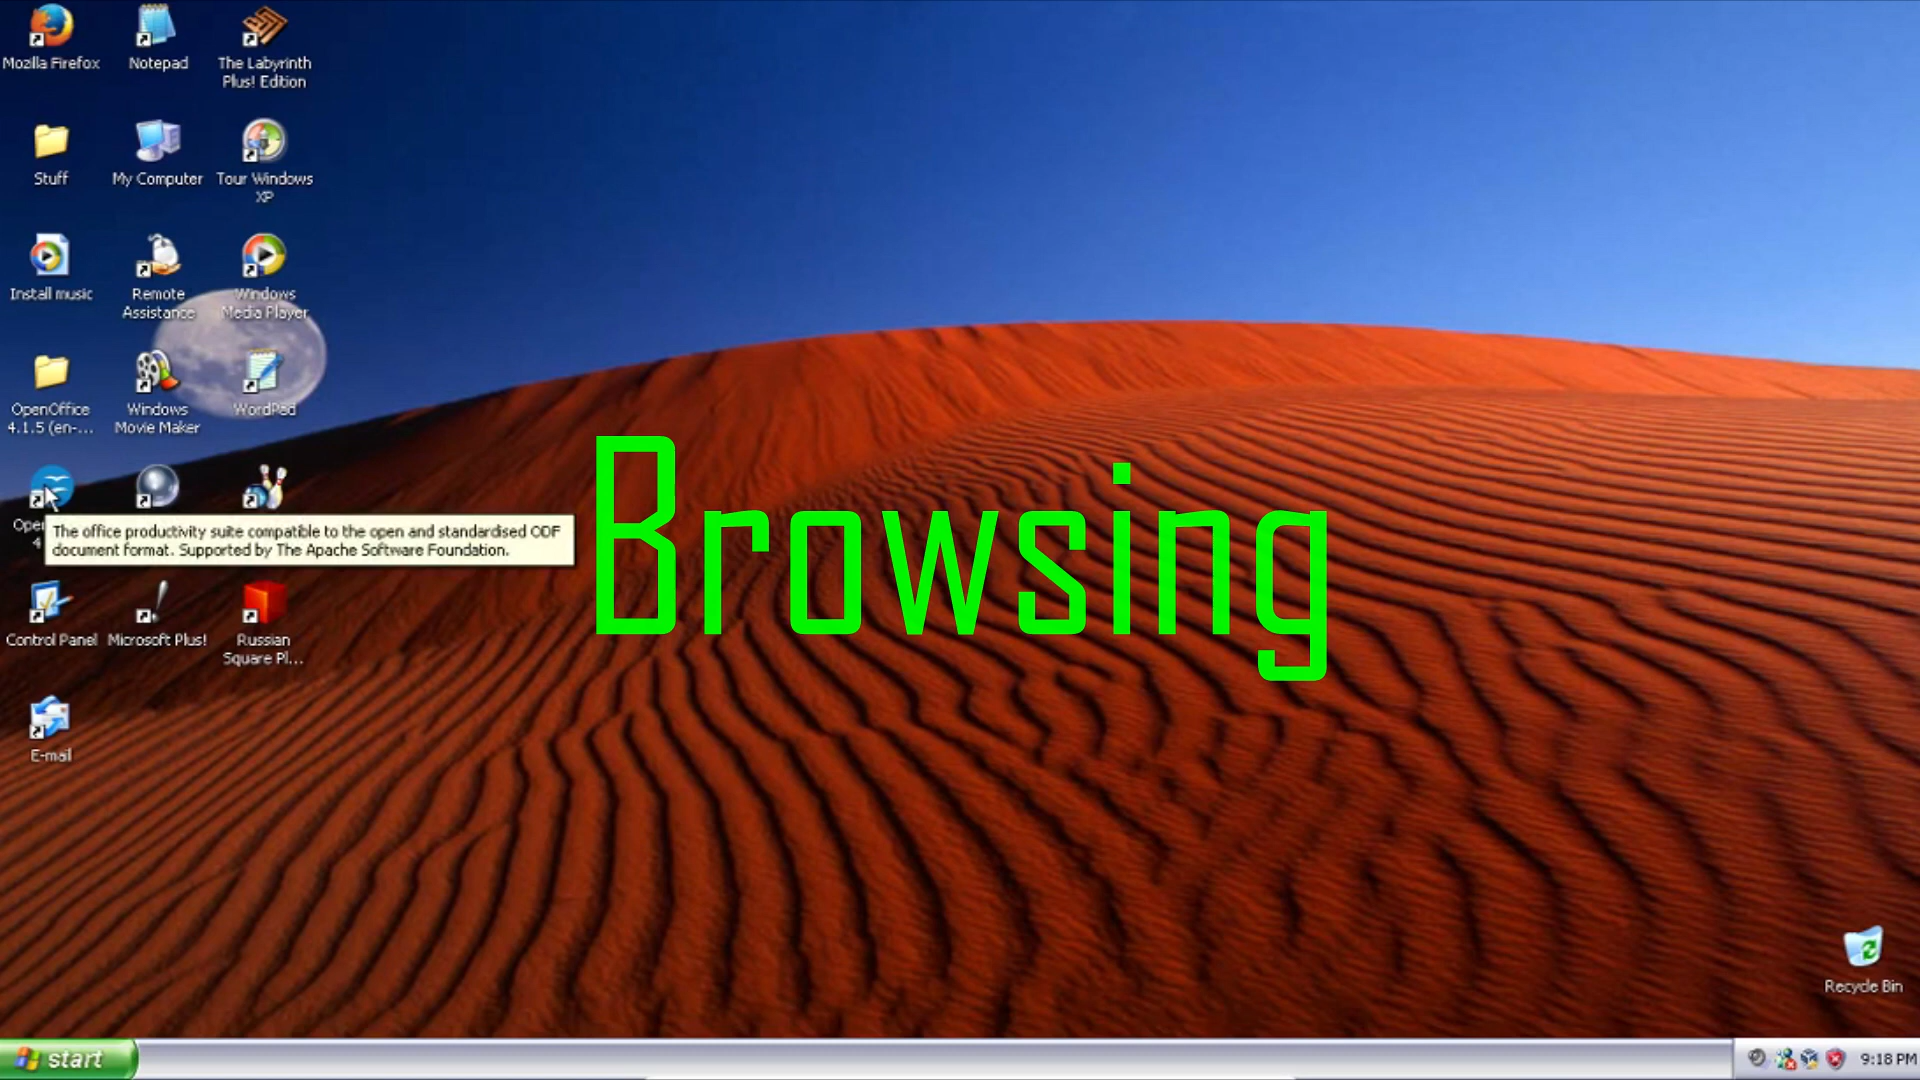 Mozilla Firefox
Notepad
The Labyrinth
Plus! Edition
Stuff
My Computer
Tour Windows
XP
Install music
Remote
Assistance
Windows
Media Player
OpenOffice
4.1.5 (en-...
Windows
Movie Maker
WordPad
Open
4
The office productivity suite compatible to the open and standardised ODF
document format. Supported by The Apache Software Foundation.
Browsing
Control Panel
Microsoft Plus!
Russian
Square Pl...
E-mail
Recycle Bin
start
9:18 PM